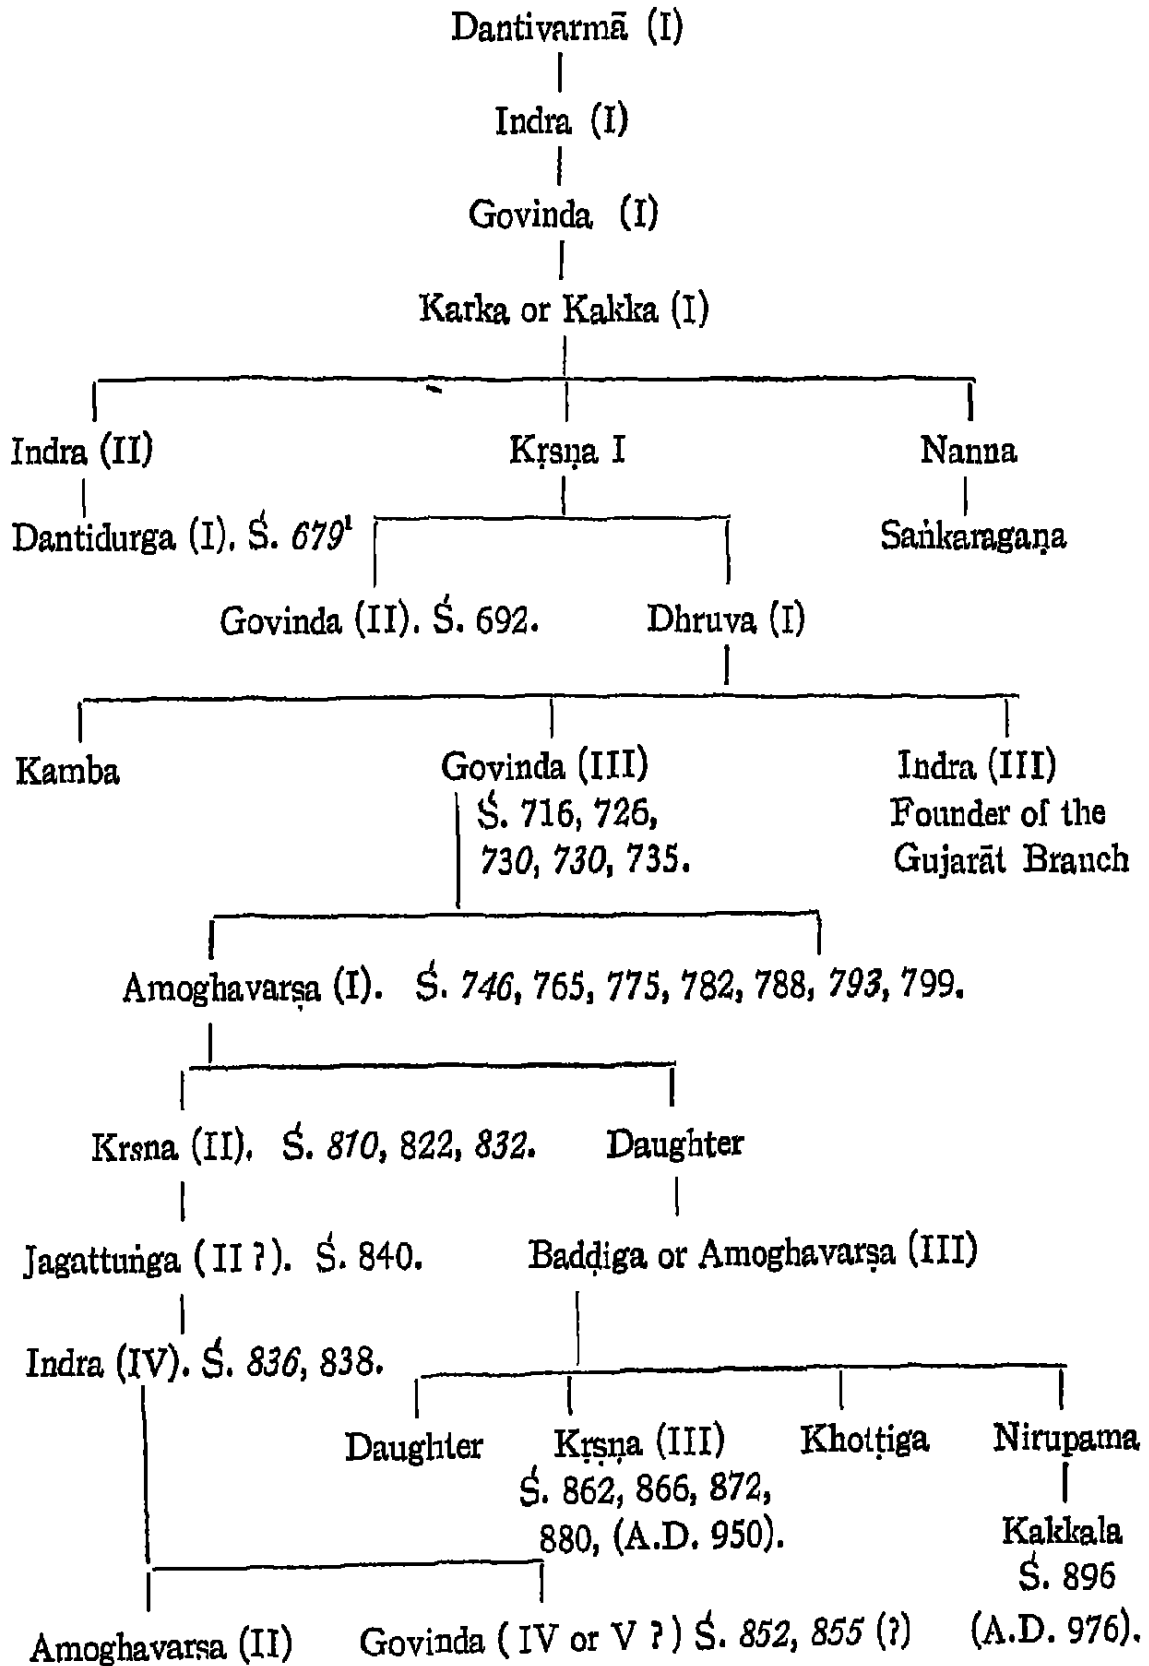 Dantivarmā (I)
Indra (I)
Govinda (I)
Karka or Kakka (I)
Indra (II) Kṛsṇa I Nanna
Dantidurga (I). Ś. 679¹ Saṅkaragaṇa
Govinda (II). Ś. 692. Dhruva (I)
Kamba Govinda (III) Indra (III)
Ś. 716, 726, Founder of the
730, 730, 735. Gujarāt Branch
Amoghavarṣa (I). Ś. 746, 765, 775, 782, 788, 793, 799.
Krsna (II). Ś. 810, 822, 832. Daughter
Jagattuṅga (II ?). Ś. 840. Baḍḍiga or Amoghavarṣa (III)
Indra (IV). Ś. 836, 838.
Daughter Kṛṣṇa (III) Khoṭṭiga Nirupama
Ś. 862, 866, 872, Kakkala
880, (A.D. 950). Ś. 896
Amoghavarṣa (II) Govinda ( IV or V ? ) Ś. 852, 855 (?) (A.D. 976).